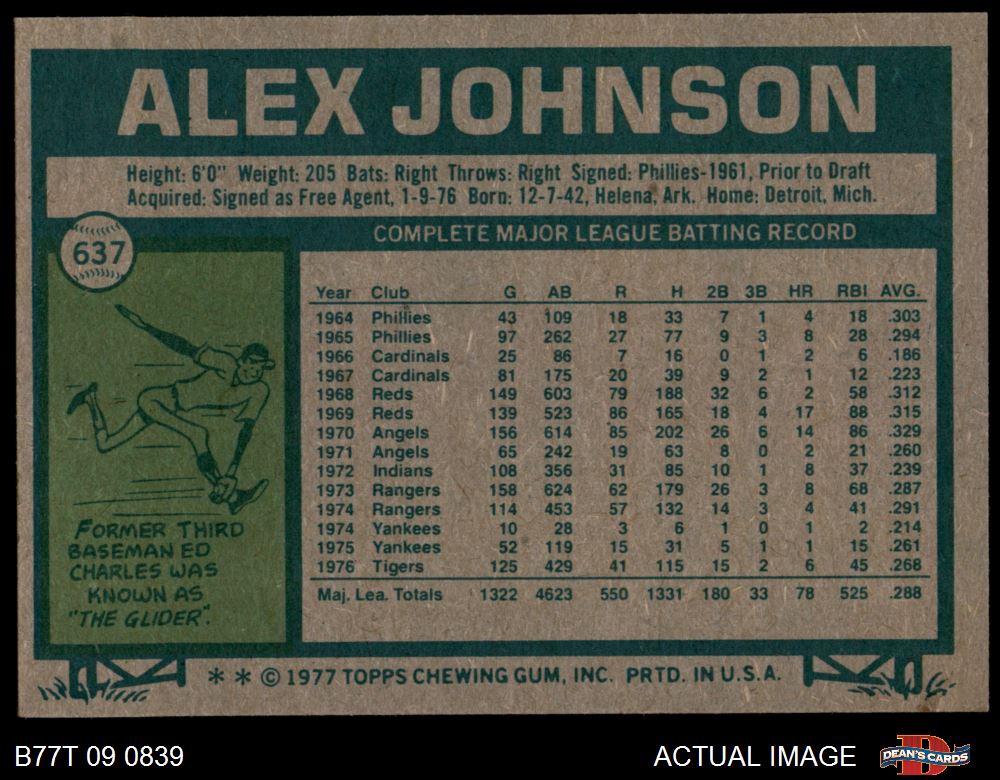 ALEX JOHNSON
Height: 6'0" Weight: 205 Bats: Right Throws: Right Signed: Phillies-1961, Prior to Draft
Acquired: Signed as Free Agent, 1-9-76 Born: 12-7-42, Helena, Ark. Home: Detroit, Mich.
637
COMPLETE MAJOR LEAGUE BATTING RECORD
Year Club G AB R H 2B 3B HR RBI AVG.
1964 Phillies 43 109 18 33 7 1 4 18 .303
1965 Phillies 97 262 27 77 9 3 8 28 .294
1966 Cardinals 25 86 7 16 0 1 2 6 .186
1967 Cardinals 81 175 20 39 9 2 1 12 .223
1968 Reds 149 603 79 188 32 6 2 58 .312
1969 Reds 139 523 86 165 18 4 17 88 .315
1970 Angels 156 614 85 202 26 6 14 86 .329
1971 Angels 65 242 19 63 8 0 2 21 .260
1972 Indians 108 356 31 85 10 1 8 37 .239
1973 Rangers 158 624 62 179 26 3 8 68 .287
1974 Rangers 114 453 57 132 14 3 4 41 .291
1974 Yankees 10 28 3 6 1 0 1 2 .214
1975 Yankees 52 119 15 31 5 1 1 15 .261
1976 Tigers 125 429 41 115 15 2 6 45 .268
Maj. Lea. Totals 1322 4623 550 1331 180 33 78 525 .288
FORMER THIRD
BASEMAN ED
CHARLES WAS
KNOWN AS
"THE GLIDER".
* * © 1977 TOPPS CHEWING GUM, INC. PRTD. IN U.S.A.
B77T 09 0839
ACTUAL IMAGE
D
DEAN'S CARDS